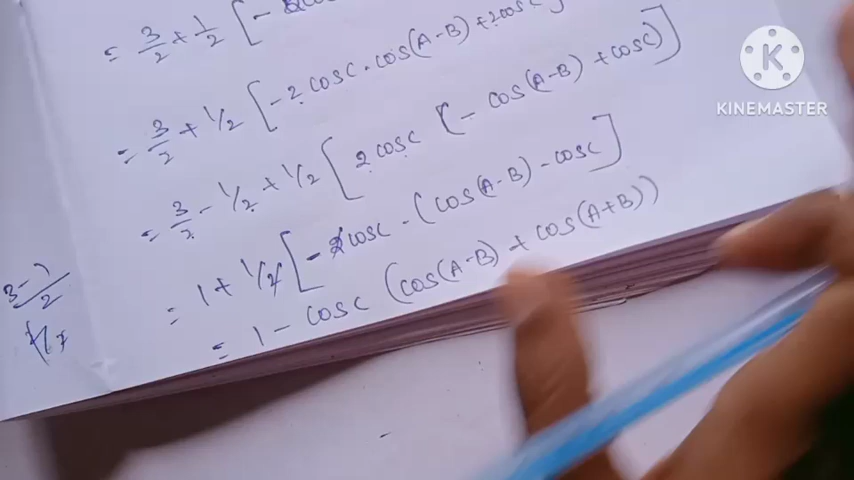 = 3/2 + 1/2 [ -
= 3/2 + 1/2 [ - 2 cosc . cos(A-B) + 2cosc
= 3/2 - 1/2 + 1/2 [ 2 cosc ( - cos(A-B) + cosc) ]
= 1 + 1/2 [ - 2 cosc - (cos(A-B) - cosc ]
= 1 - cosc (cos(A-B) + cos(A+B))
3-1
2
KINEMASTER